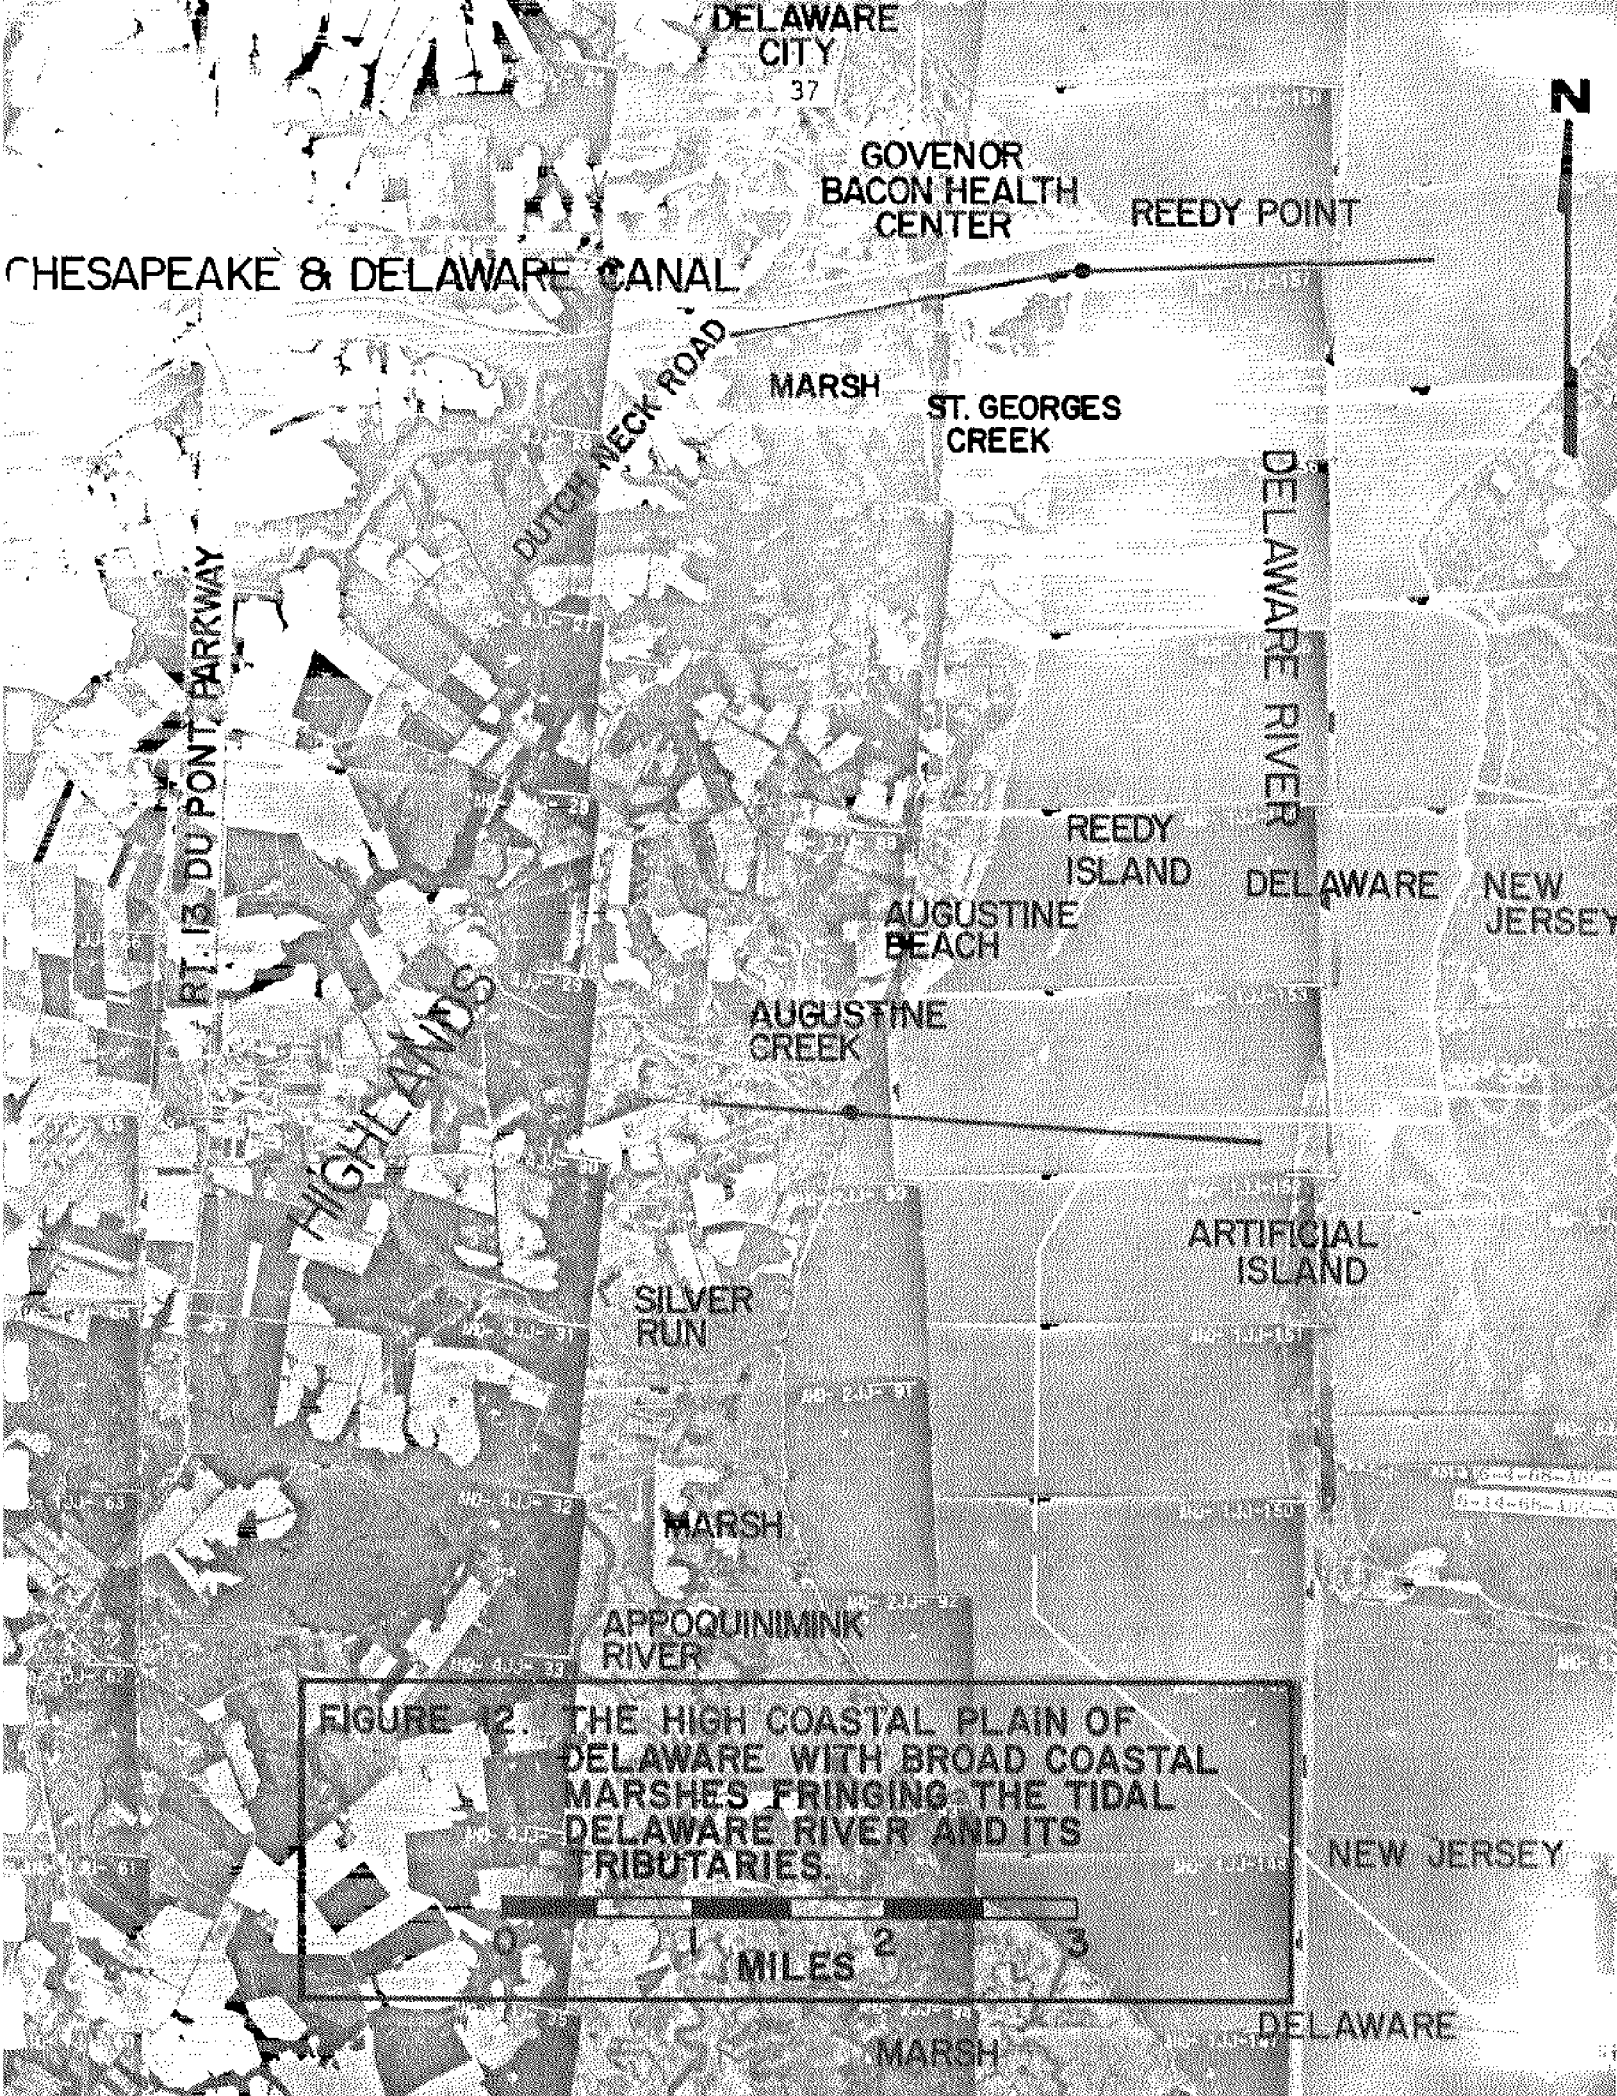 DELAWARE
CITY
37
N
GOVENOR
BACON HEALTH
CENTER
REEDY POINT
CHESAPEAKE & DELAWARE CANAL
DUTCH NECK ROAD
MARSH
ST. GEORGES
CREEK
DELAWARE RIVER
RT. 13 DU PONT PARKWAY
REEDY
ISLAND
DELAWARE
NEW
JERSEY
AUGUSTINE
BEACH
AUGUSTINE
CREEK
HIGHLANDS
ARTIFICIAL
ISLAND
SILVER
RUN
MARSH
APPOQUINIMINK
RIVER
FIGURE 12. THE HIGH COASTAL PLAIN OF
DELAWARE WITH BROAD COASTAL
MARSHES FRINGING THE TIDAL
DELAWARE RIVER AND ITS
TRIBUTARIES.
0 1 2 3
MILES
NEW JERSEY
DELAWARE
MARSH